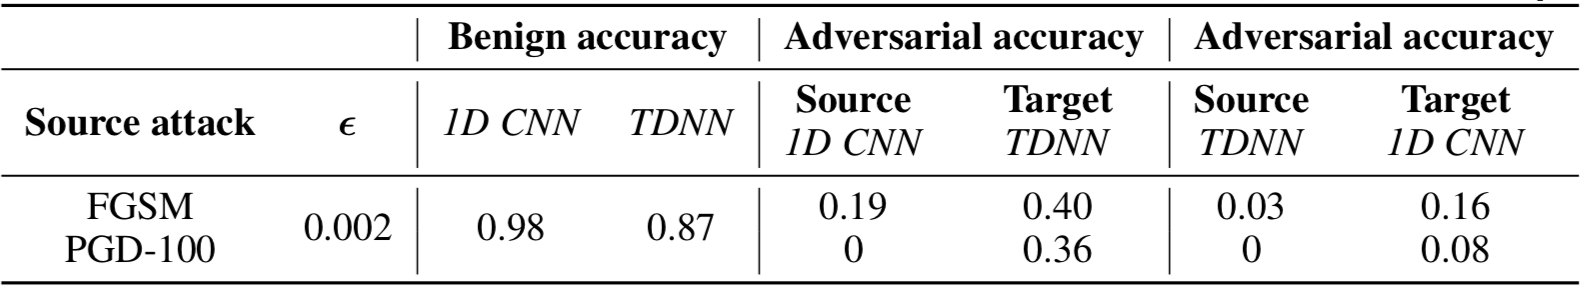 Benign accuracy Adversarial accuracy Adversarial accuracy
Source attack ϵ 1D CNN TDNN Source 1D CNN Target TDNN Source TDNN Target 1D CNN
FGSM 0.002 0.98 0.87 0.19 0.40 0.03 0.16
PGD-100 0 0.36 0 0.08